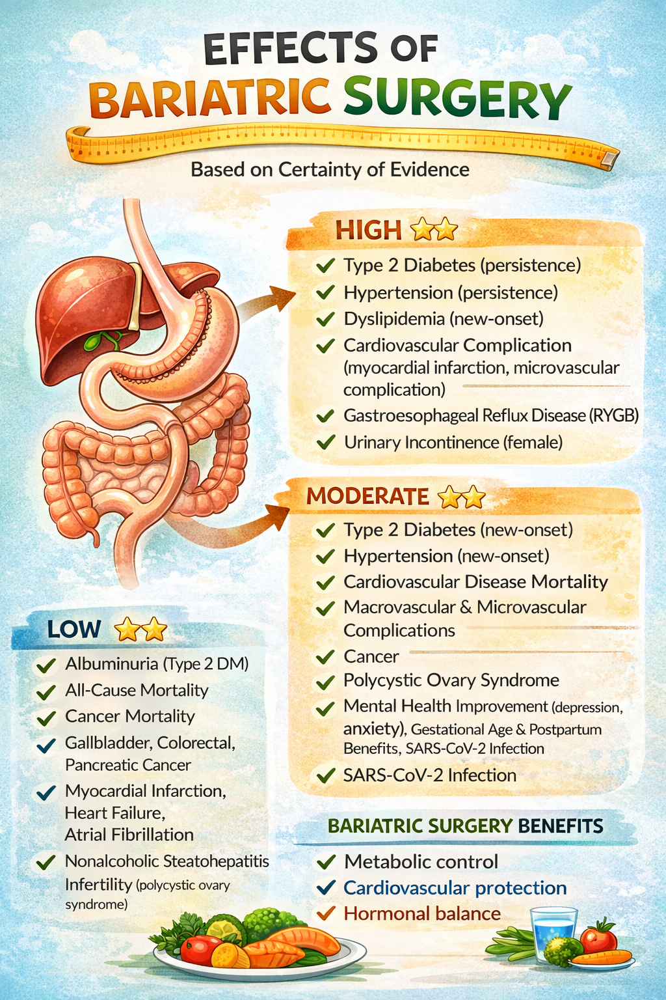 EFFECTS OF
BARIATRIC SURGERY
Based on Certainty of Evidence
HIGH
Type 2 Diabetes (persistence)
Hypertension (persistence)
Dyslipidemia (new-onset)
Cardiovascular Complication
(myocardial infarction, microvascular
complication)
Gastroesophageal Reflux Disease (RYGB)
Urinary Incontinence (female)
MODERATE
Type 2 Diabetes (new-onset)
Hypertension (new-onset)
Cardiovascular Disease Mortality
Macrovascular & Microvascular
Complications
Cancer
Polycystic Ovary Syndrome
Mental Health Improvement (depression,
anxiety), Gestational Age & Postpartum
Benefits, SARS-CoV-2 Infection
SARS-CoV-2 Infection
LOW
Albuminuria (Type 2 DM)
All-Cause Mortality
Cancer Mortality
Gallbladder, Colorectal,
Pancreatic Cancer
Myocardial Infarction,
Heart Failure,
Atrial Fibrillation
Nonalcoholic Steatohepatitis
Infertility (polycystic ovary
syndrome)
BARIATRIC SURGERY BENEFITS
Metabolic control
Cardiovascular protection
Hormonal balance